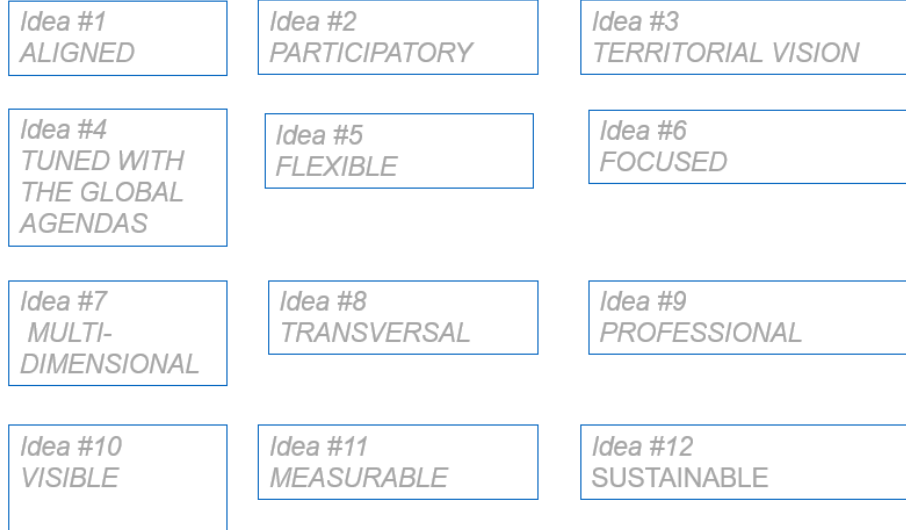 Idea #1
ALIGNED
Idea #2
PARTICIPATORY
Idea #3
TERRITORIAL VISION
Idea #4
TUNED WITH
THE GLOBAL
AGENDAS
Idea #5
FLEXIBLE
Idea #6
FOCUSED
Idea #7
MULTI-
DIMENSIONAL
Idea #8
TRANSVERSAL
Idea #9
PROFESSIONAL
Idea #10
VISIBLE
Idea #11
MEASURABLE
Idea #12
SUSTAINABLE